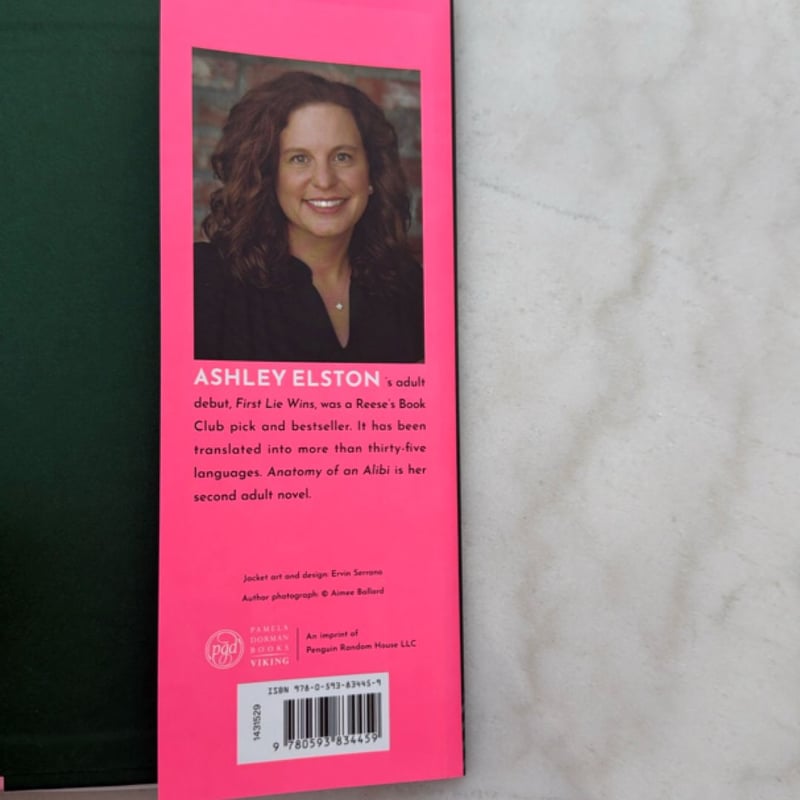 ASHLEY ELSTON 's adult
debut, First Lie Wins, was a Reese's Book
Club pick and bestseller. It has been
translated into more than thirty-five
languages. Anatomy of an Alibi is her
second adult novel.
Jacket art and design: Ervin Serrano
Author photograph: © Aimee Ballard
pgd
PAMELA
DORMAN
BOOKS
VIKING
An imprint of
Penguin Random House LLC
ISBN 978-0-593-83445-9
1431529
9 780593 834459